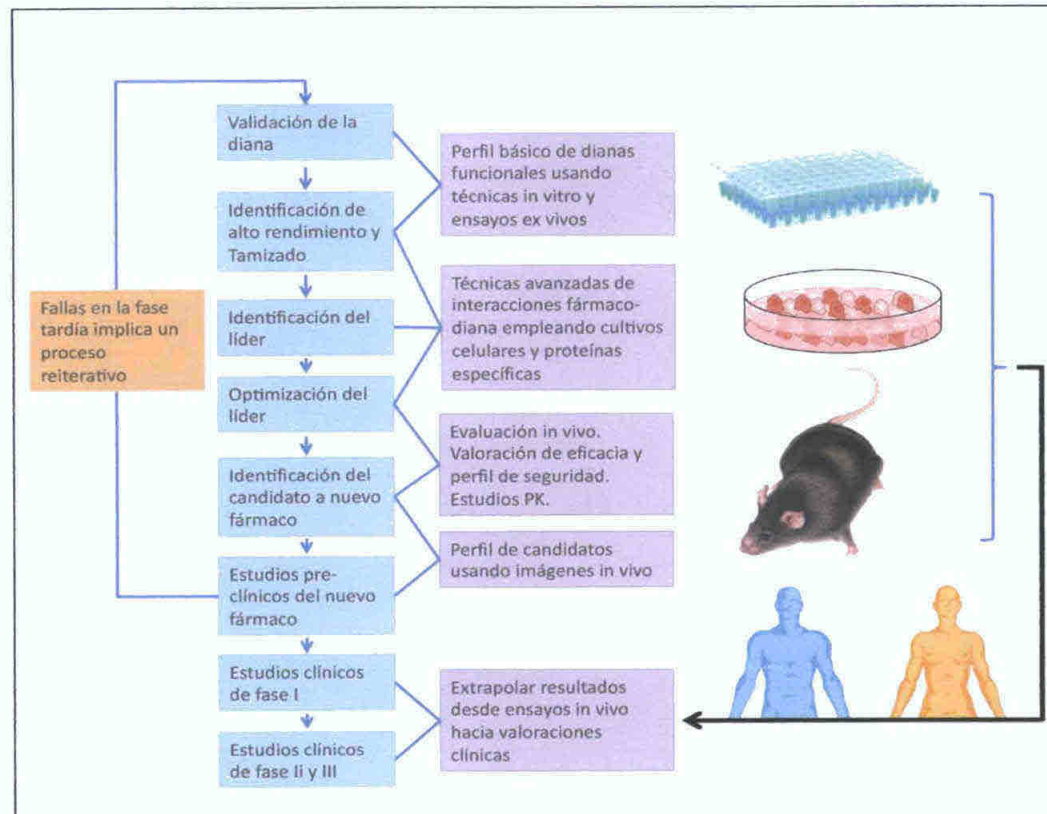 Validación de la
diana
Identificación de
alto rendimiento y
Tamizado
Identificación del
líder
Optimización del
líder
Identificación del
candidato a nuevo
fármaco
Estudios pre-
clínicos del nuevo
fármaco
Estudios clínicos
de fase I
Estudios clínicos
de fase Ii y III
Fallas en la fase
tardía implica un
proceso
reiterativo
Perfil básico de dianas
funcionales usando
técnicas in vitro y
ensayos ex vivos
Técnicas avanzadas de
interacciones fármaco-
diana empleando cultivos
celulares y proteínas
específicas
Evaluación in vivo.
Valoración de eficacia y
perfil de seguridad.
Estudios PK.
Perfil de candidatos
usando imágenes in vivo
Extrapolar resultados
desde ensayos in vivo
hacia valoraciones
clínicas